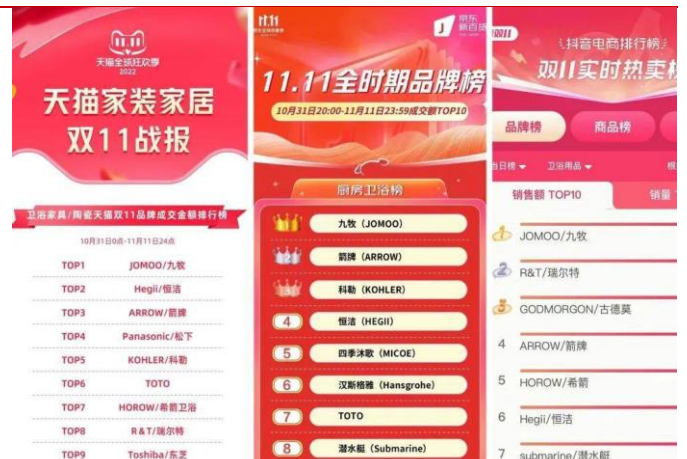 11.11
天猫全球狂欢季
2022
天猫家装家居
双11战报
卫浴家具/陶瓷天猫双11品牌成交金额排行榜
10月31日0点-11月11日24点
TOP1 JOMOO/九牧
TOP2 Hegii/恒洁
TOP3 ARROW/箭牌
TOP4 Panasonic/松下
TOP5 KOHLER/科勒
TOP6 TOTO
TOP7 HOROW/希箭卫浴
TOP8 R&T/瑞尔特
TOP9 Toshiba/东芝
11.11
J 京东
新百货
11.11全时期品牌榜
10月31日20:00-11月11日23:59成交额TOP10
厨房卫浴榜
九牧（JOMOO）
箭牌（ARROW）
科勒（KOHLER）
4 恒洁（HEGII）
5 四季沐歌（MICOE）
6 汉斯格雅（Hansgrohe）
7 TOTO
8 潜水艇（Submarine）
抖音电商排行榜
双11实时热卖榜
品牌榜 商品榜
当日榜 卫浴用品
销售额 TOP10 销量
1 JOMOO/九牧
2 R&T/瑞尔特
3 GODMORGON/古德莫
4 ARROW/箭牌
5 HOROW/希箭
6 Hegii/恒洁
7 submarine/潜水艇